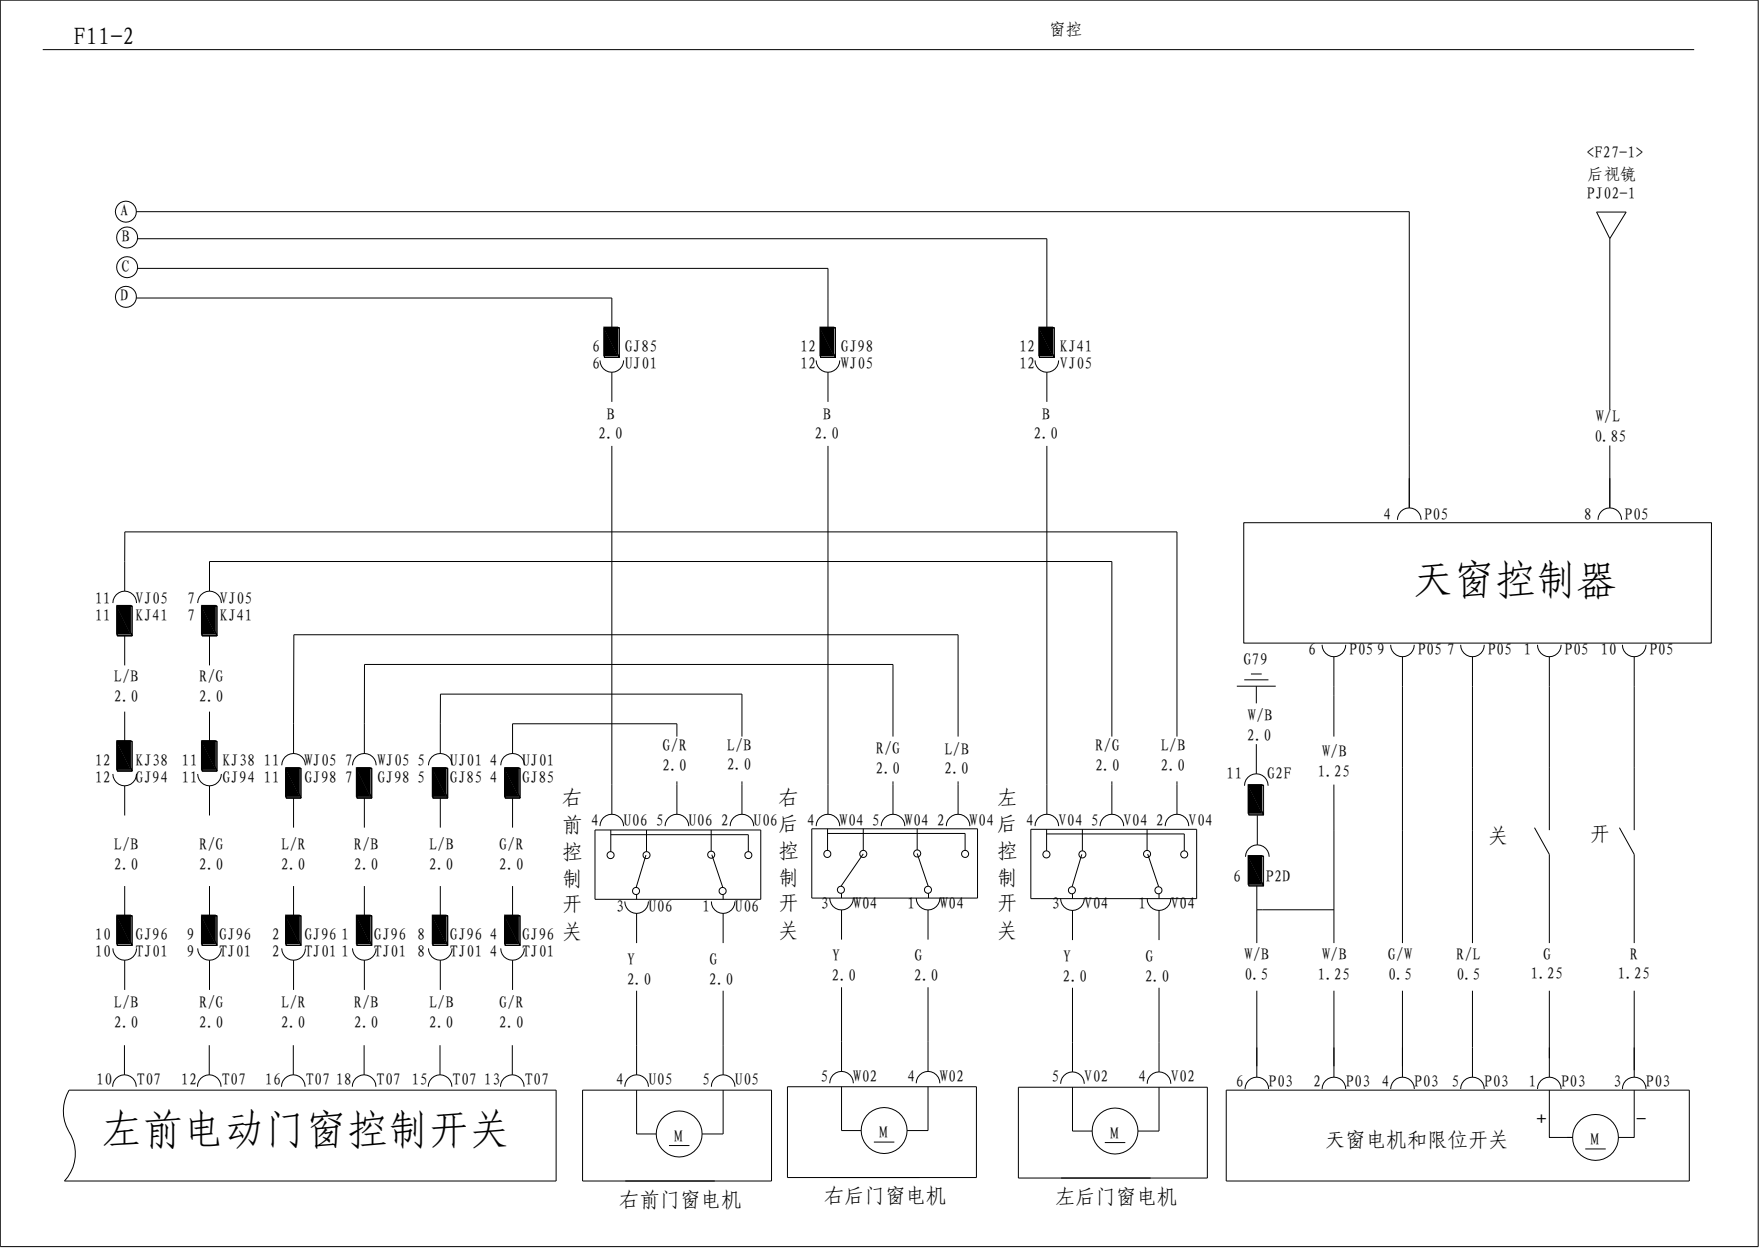 F11-2
窗控
<F27-1>
后视镜
PJ02-1
A
B
C
D
6 GJ85
6 UJ01
12 GJ98
12 WJ05
12 KJ41
12 VJ05
B
2.0
B
2.0
B
2.0
W/L
0.85
4 P05
8 P05
天窗控制器
6 P05
9 P05
7 P05
1 P05
10 P05
11 VJ05
11 KJ41
7 VJ05
7 KJ41
L/B
2.0
R/G
2.0
G79
W/B
2.0
11 G2F
6 P2D
W/B
1.25
关
开
12 KJ38
12 GJ94
11 KJ38
11 GJ94
11 WJ05
11 GJ98
7 WJ05
7 GJ98
5 UJ01
5 GJ85
4 UJ01
4 GJ85
G/R
2.0
L/B
2.0
R/G
2.0
L/B
2.0
R/G
2.0
L/B
2.0
右前控制开关
4 U06
5 U06
2 U06
3 U06
1 U06
右后控制开关
4 W04
5 W04
2 W04
3 W04
1 W04
左后控制开关
4 V04
5 V04
2 V04
3 V04
1 V04
L/B
2.0
R/G
2.0
L/R
2.0
R/B
2.0
L/B
2.0
G/R
2.0
10 GJ96
10 TJ01
9 GJ96
9 TJ01
2 GJ96
2 TJ01
1 GJ96
1 TJ01
8 GJ96
8 TJ01
4 GJ96
4 TJ01
Y
2.0
G
2.0
Y
2.0
G
2.0
Y
2.0
G
2.0
W/B
0.5
W/B
1.25
G/W
0.5
R/L
0.5
G
1.25
R
1.25
L/B
2.0
R/G
2.0
L/R
2.0
R/B
2.0
L/B
2.0
G/R
2.0
10 T07
12 T07
16 T07
18 T07
15 T07
13 T07
4 U05
5 U05
5 W02
4 W02
5 V02
4 V02
6 P03
2 P03
4 P03
5 P03
1 P03
3 P03
左前电动门窗控制开关
M
M
M
天窗电机和限位开关
+
M
-
右前门窗电机
右后门窗电机
左后门窗电机